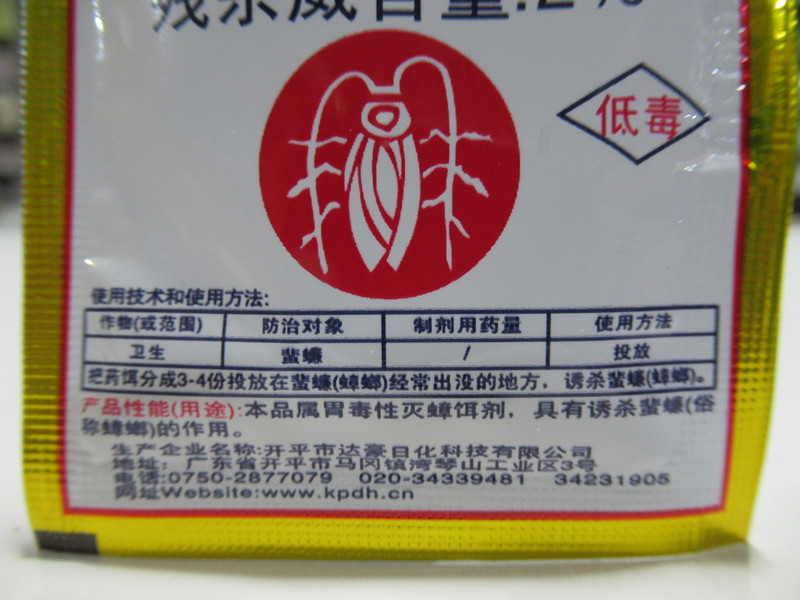 残杀威含量:2%
低毒
使用技术和使用方法:
作物(或范围) 防治对象 制剂用药量 使用方法
卫生 蜚蠊 / 投放
把药饵分成3-4份投放在蜚蠊(蟑螂)经常出没的地方，诱杀蜚蠊(蟑螂)。
产品性能(用途):本品属胃毒性灭蟑饵剂，具有诱杀蜚蠊(俗
称蟑螂)的作用。
生产企业名称:开平市达豪日化科技有限公司
地址：广东省开平市马冈镇湾琴山工业区3号
电话:0750-2877079 020-34339481 34231905
网址Website:www.kpdh.cn